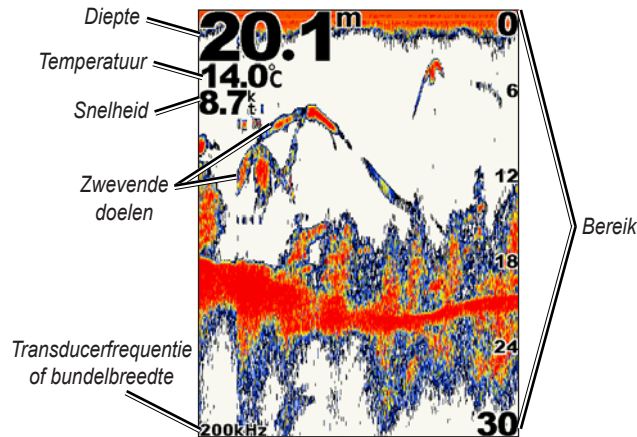 Diepte
20.1m
0
Temperatuur
14.0°C
Snelheid
8.7kt
6
Zwevende
doelen
12
Bereik
18
Transducerfrequentie
of bundelbreedte
24
200kHz
30